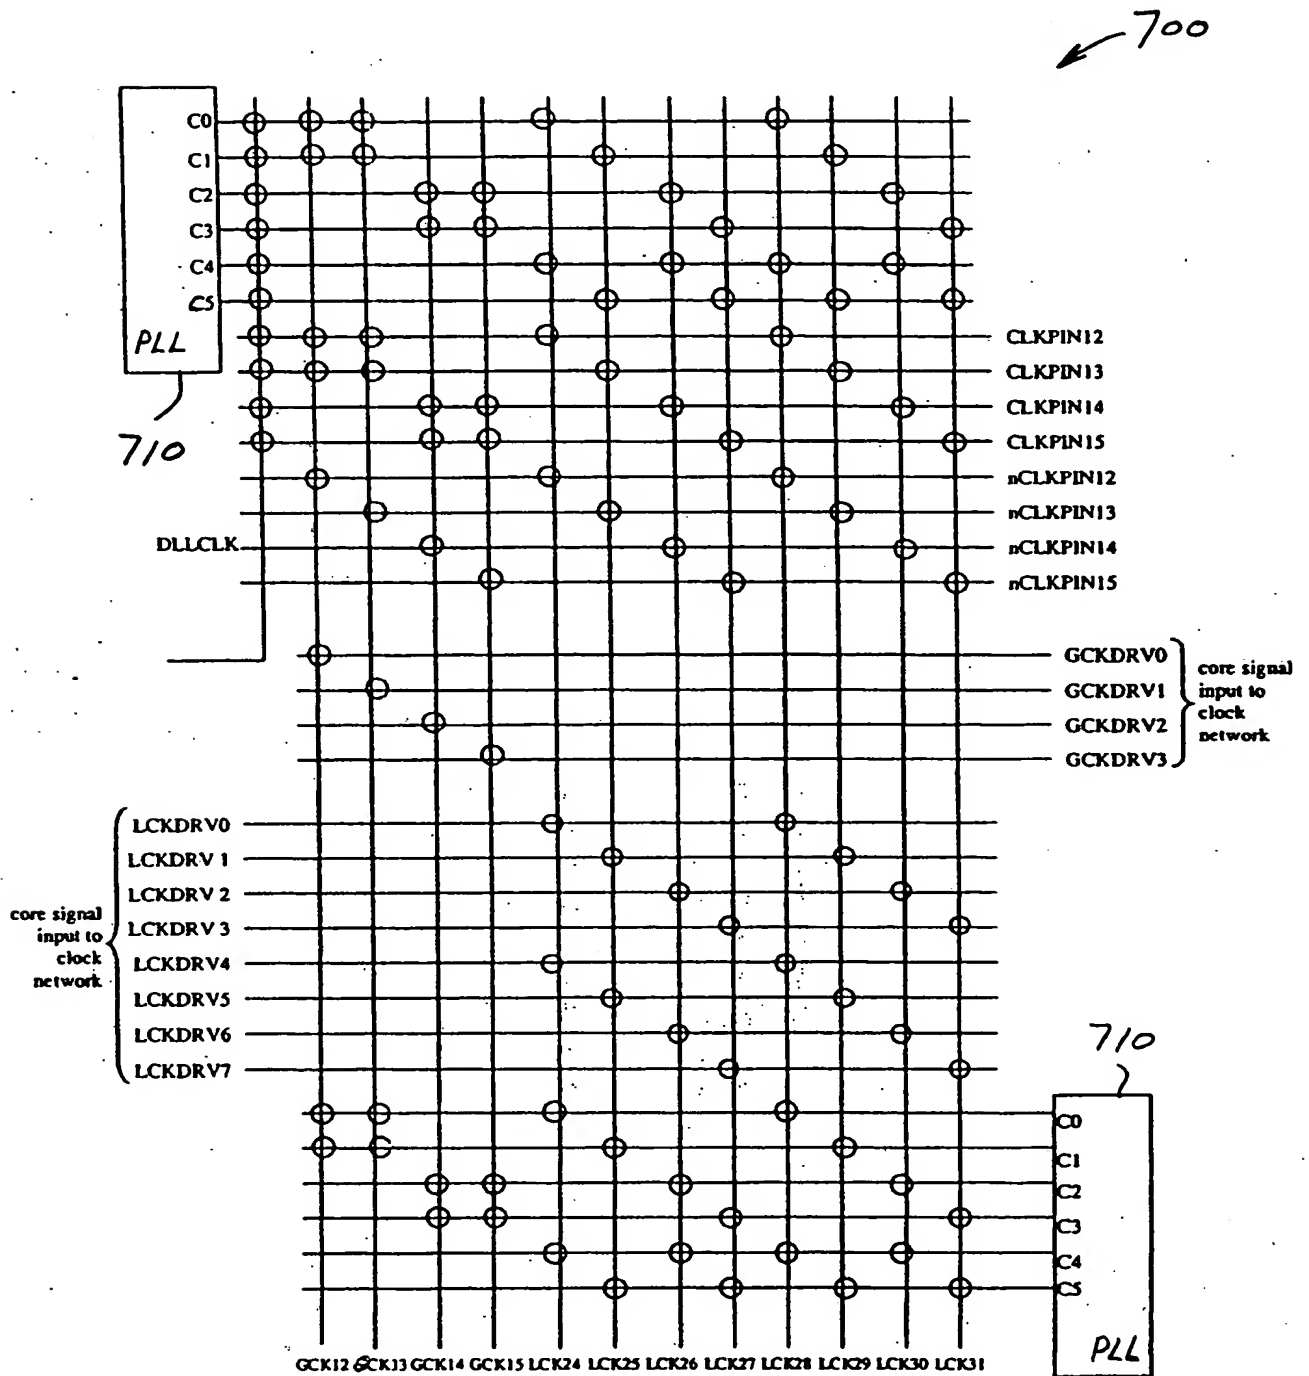 700
C0
C1
C2
C3
C4
C5
PLL
710
CLKPIN12
CLKPIN13
CLKPIN14
CLKPIN15
nCLKPIN12
nCLKPIN13
DLLCLK
nCLKPIN14
nCLKPIN15
GCKDRV0
GCKDRV1
GCKDRV2
GCKDRV3
core signal
input to
clock
network
LCKDRV0
LCKDRV 1
LCKDRV 2
LCKDRV 3
LCKDRV4
LCKDRV5
LCKDRV6
LCKDRV7
core signal
input to
clock
network
710
C0
C1
C2
C3
C4
C5
PLL
GCK12 GCK13 GCK14 GCK15 LCK24 LCK25 LCK26 LCK27 LCK28 LCK29 LCK30 LCK31